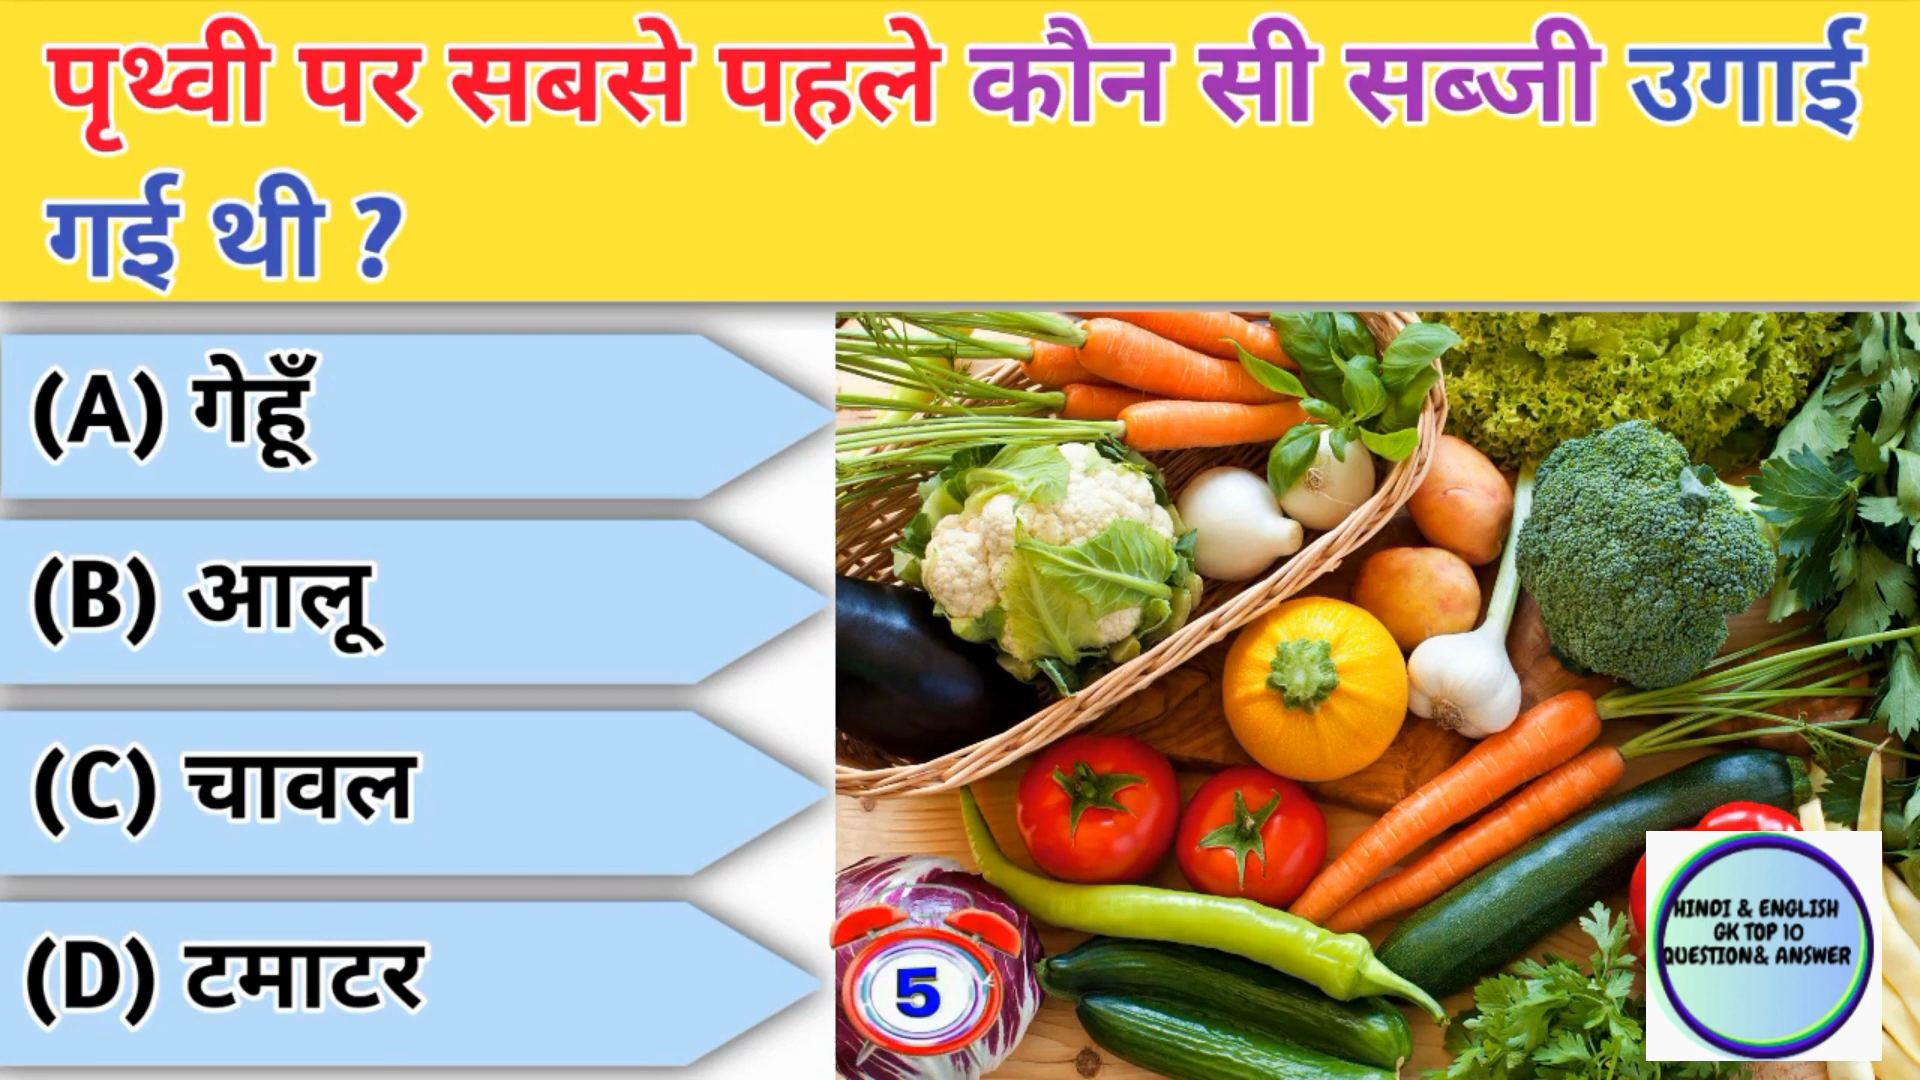 पृथ्वी पर सबसे पहले कौन सी सब्जी उगाई
गई थी ?
(A) गेहूँ
(B) आलू
(C) चावल
(D) टमाटर
5
HINDI & ENGLISH
GK TOP 10
QUESTION& ANSWER